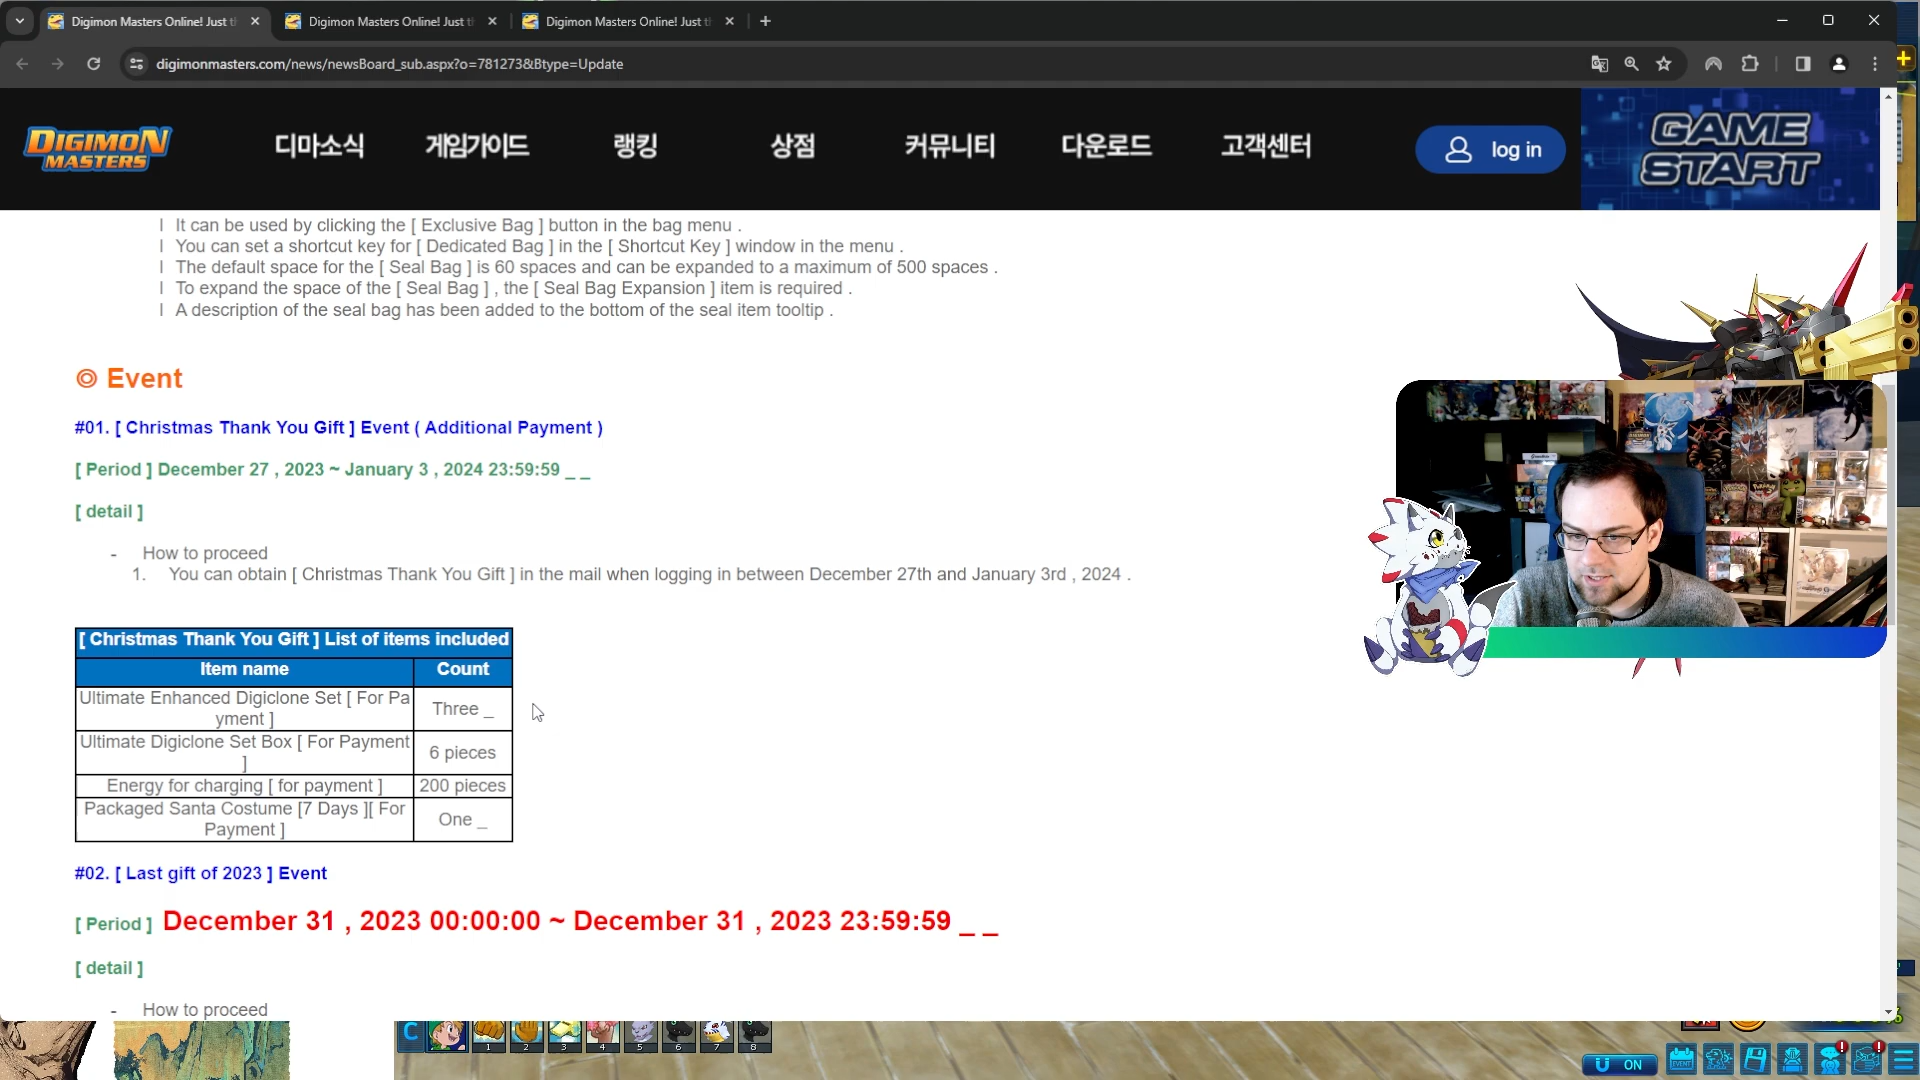 Digimon Masters Online! Just t
Digimon Masters Online! Just t
Digimon Masters Online! Just t
digimonmasters.com/news/newsBoard_sub.aspx?o=781273&Btype=Update
DIGIMON MASTERS
디마소식
게임가이드
랭킹
상점
커뮤니티
다운로드
고객센터
log in
GAME START
l It can be used by clicking the [ Exclusive Bag ] button in the bag menu .
l You can set a shortcut key for [ Dedicated Bag ] in the [ Shortcut Key ] window in the menu .
l The default space for the [ Seal Bag ] is 60 spaces and can be expanded to a maximum of 500 spaces .
l To expand the space of the [ Seal Bag ] , the [ Seal Bag Expansion ] item is required .
l A description of the seal bag has been added to the bottom of the seal item tooltip .
◎ Event
#01. [ Christmas Thank You Gift ] Event ( Additional Payment )
[ Period ] December 27 , 2023 ~ January 3 , 2024 23:59:59 _ _
[ detail ]
- How to proceed
1. You can obtain [ Christmas Thank You Gift ] in the mail when logging in between December 27th and January 3rd , 2024 .
[ Christmas Thank You Gift ] List of items included
Item name Count
Ultimate Enhanced Digiclone Set [ For Pa
yment ] Three _
Ultimate Digiclone Set Box [ For Payment
] 6 pieces
Energy for charging [ for payment ] 200 pieces
Packaged Santa Costume [7 Days ][ For
Payment ] One _
#02. [ Last gift of 2023 ] Event
[ Period ] December 31 , 2023 00:00:00 ~ December 31 , 2023 23:59:59 _ _
[ detail ]
- How to proceed
C 1 2 3 4 5 6 7 8
ON
EVENT